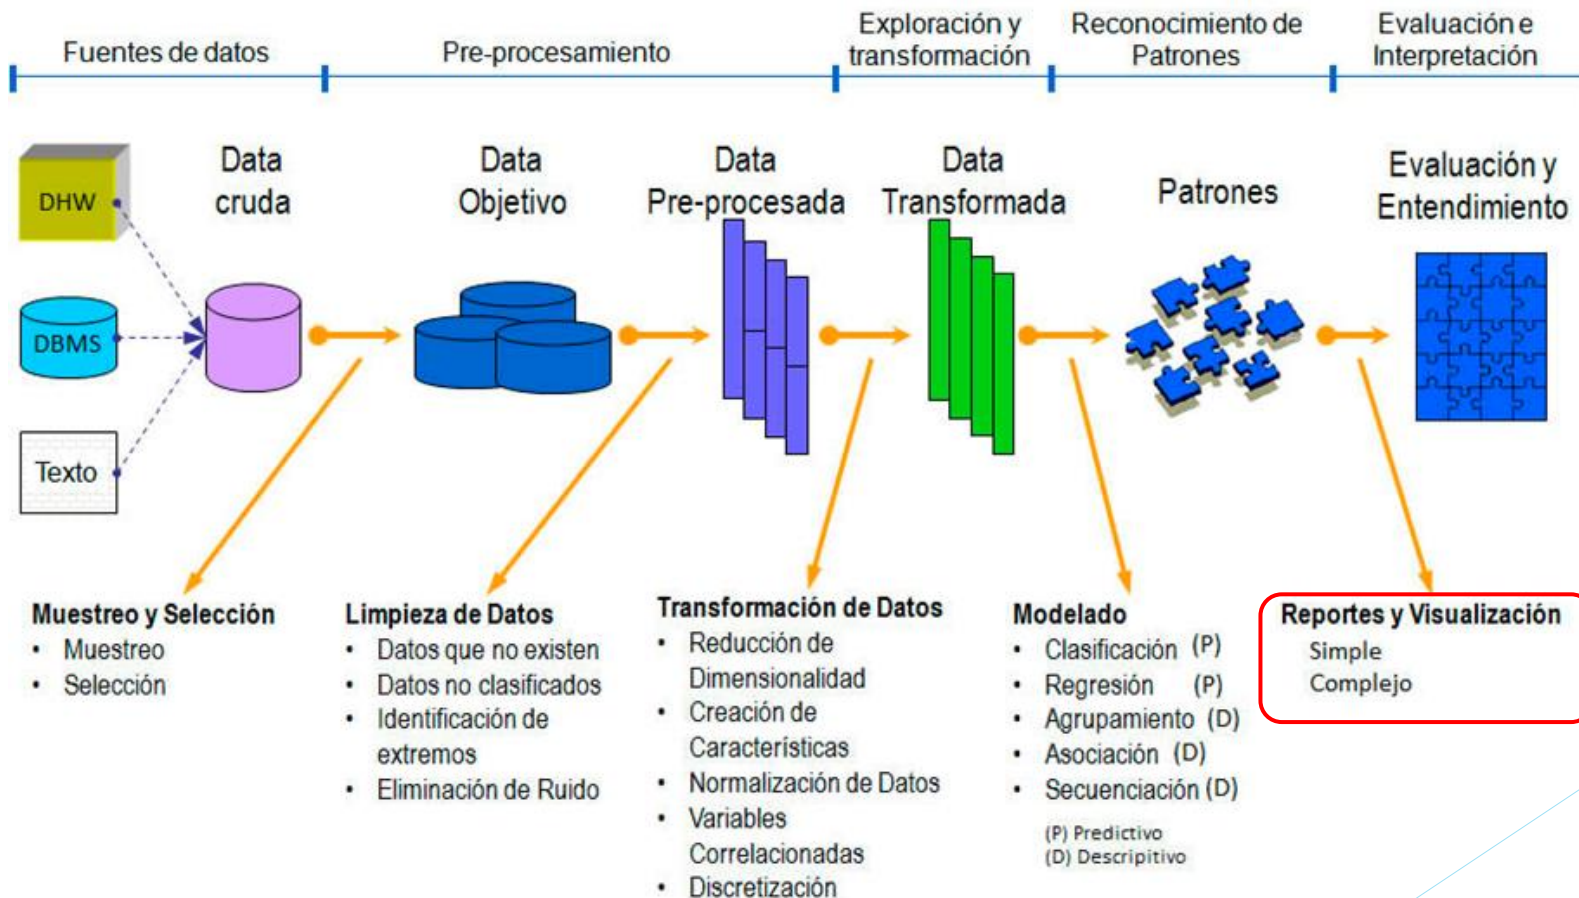 Fuentes de datos
Pre-procesamiento
Exploración y
transformación
Reconocimiento de
Patrones
Evaluación e
Interpretación
DHW
DBMS
Texto
Data
cruda
Data
Objetivo
Data
Pre-procesada
Data
Transformada
Patrones
Evaluación y
Entendimiento
Muestreo y Selección
• Muestreo
• Selección
Limpieza de Datos
• Datos que no existen
• Datos no clasificados
• Identificación de
extremos
• Eliminación de Ruido
Transformación de Datos
• Reducción de
Dimensionalidad
• Creación de
Características
• Normalización de Datos
• Variables
Correlacionadas
• Discretización
Modelado
• Clasificación (P)
• Regresión (P)
• Agrupamiento (D)
• Asociación (D)
• Secuenciación (D)
(P) Predictivo
(D) Descripitivo
Reportes y Visualización
Simple
Complejo